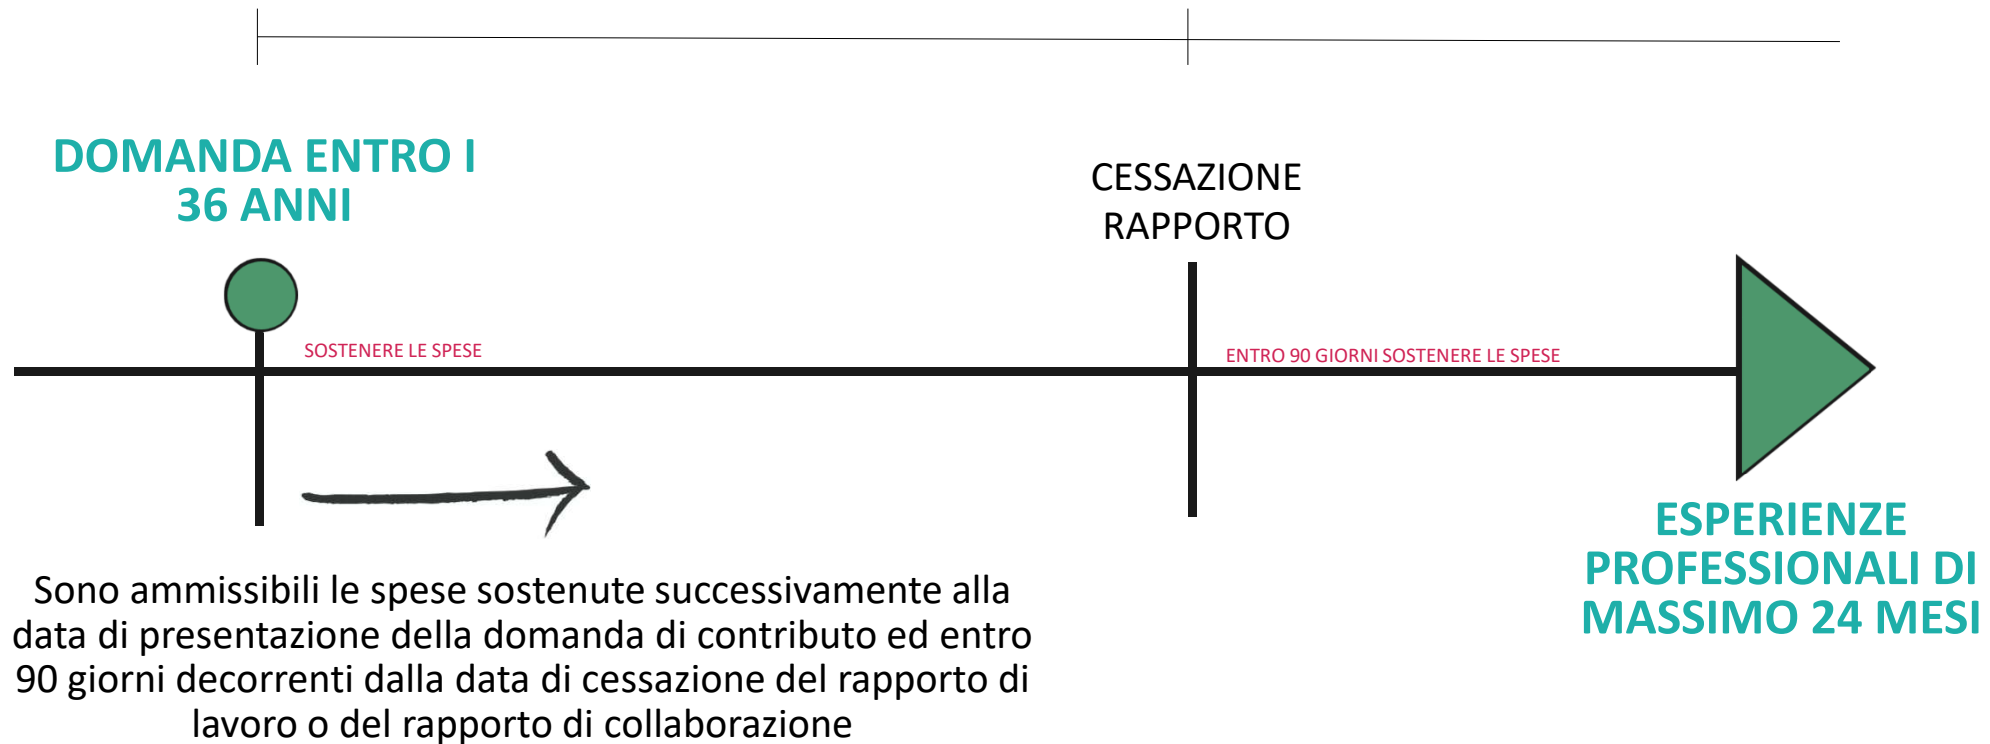 DOMANDA ENTRO I
36 ANNI
CESSAZIONE
RAPPORTO
SOSTENERE LE SPESE
ENTRO 90 GIORNI SOSTENERE LE SPESE
ESPERIENZE
PROFESSIONALI DI
MASSIMO 24 MESI
Sono ammissibili le spese sostenute successivamente alla
data di presentazione della domanda di contributo ed entro
90 giorni decorrenti dalla data di cessazione del rapporto di
lavoro o del rapporto di collaborazione